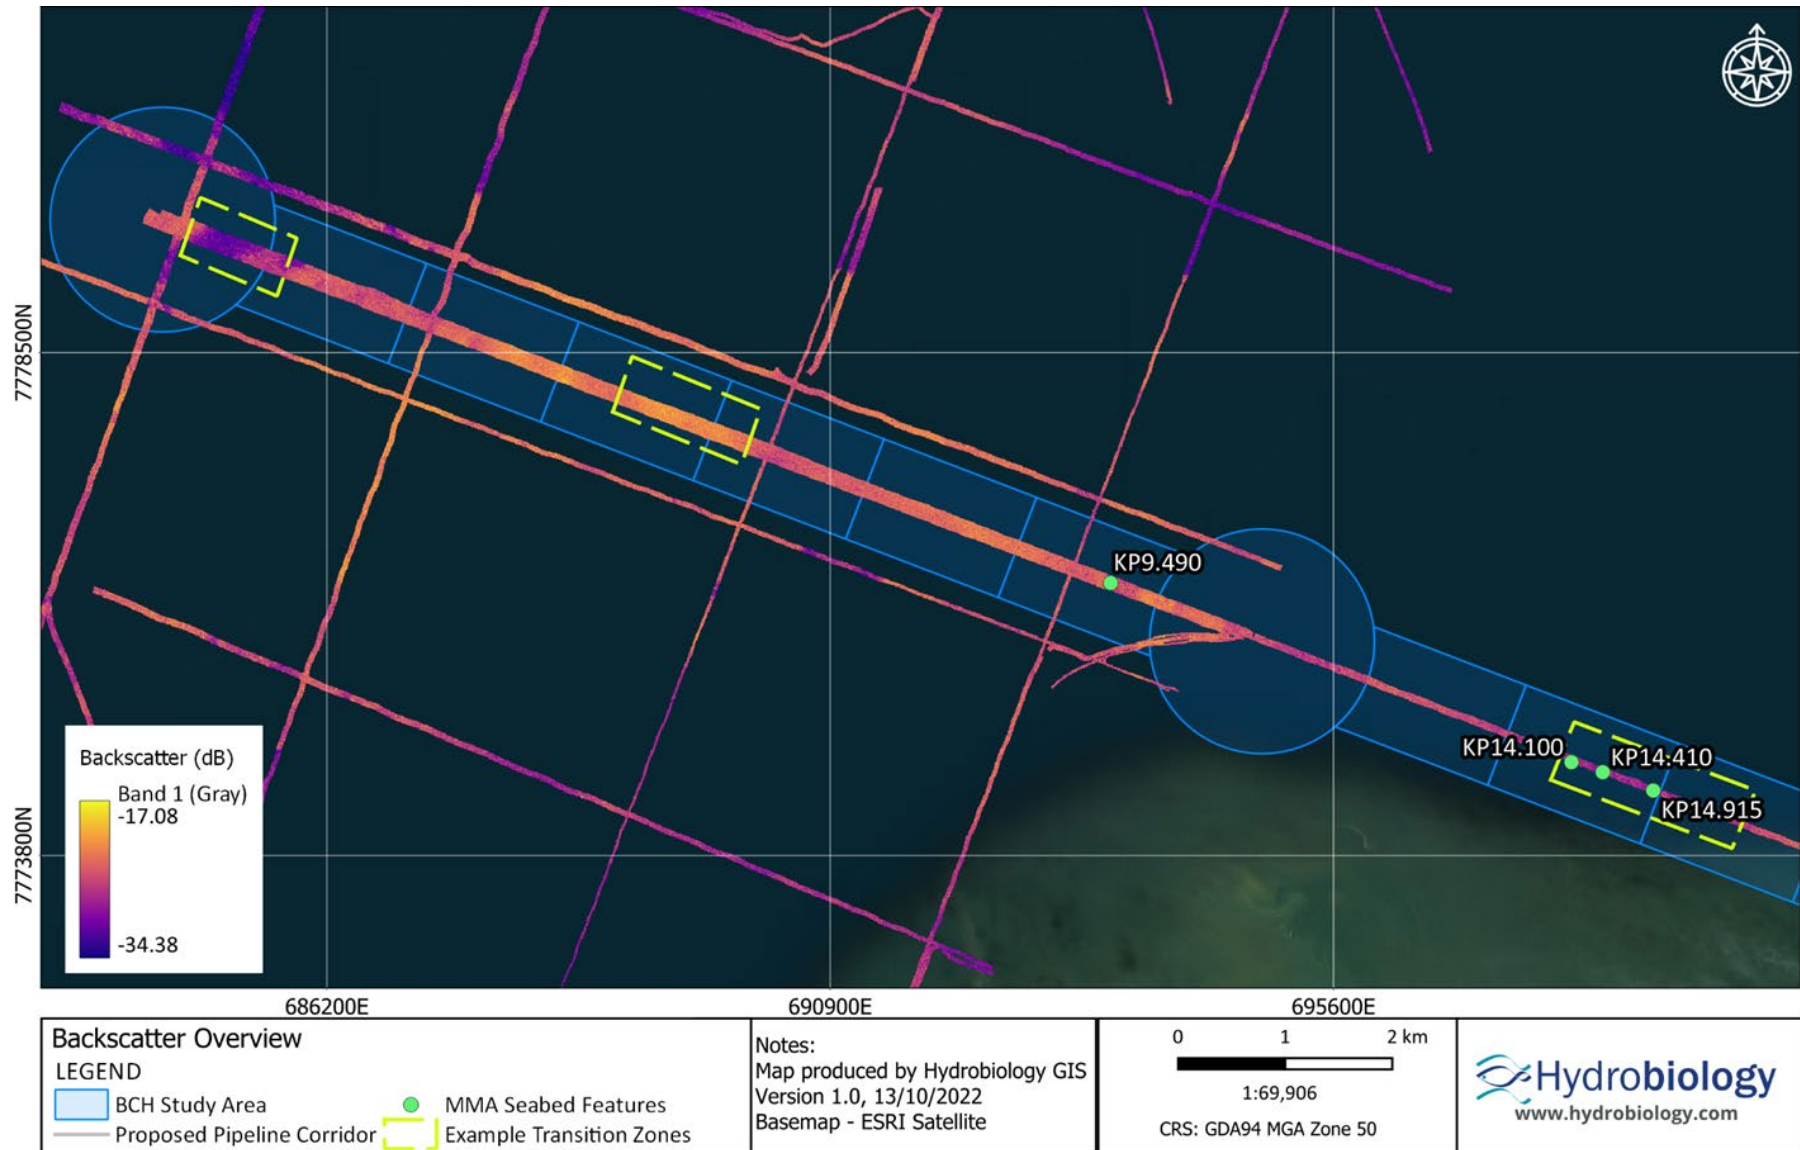 7778500N
7773800N
KP9.490
KP14.100
KP14.410
KP14.915
Backscatter (dB)
Band 1 (Gray)
-17.08
-34.38
686200E
690900E
695600E
Backscatter Overview
LEGEND
BCH Study Area
MMA Seabed Features
Proposed Pipeline Corridor
Example Transition Zones
Notes:
Map produced by Hydrobiology GIS
Version 1.0, 13/10/2022
Basemap - ESRI Satellite
0 1 2 km
1:69,906
CRS: GDA94 MGA Zone 50
Hydrobiology
www.hydrobiology.com